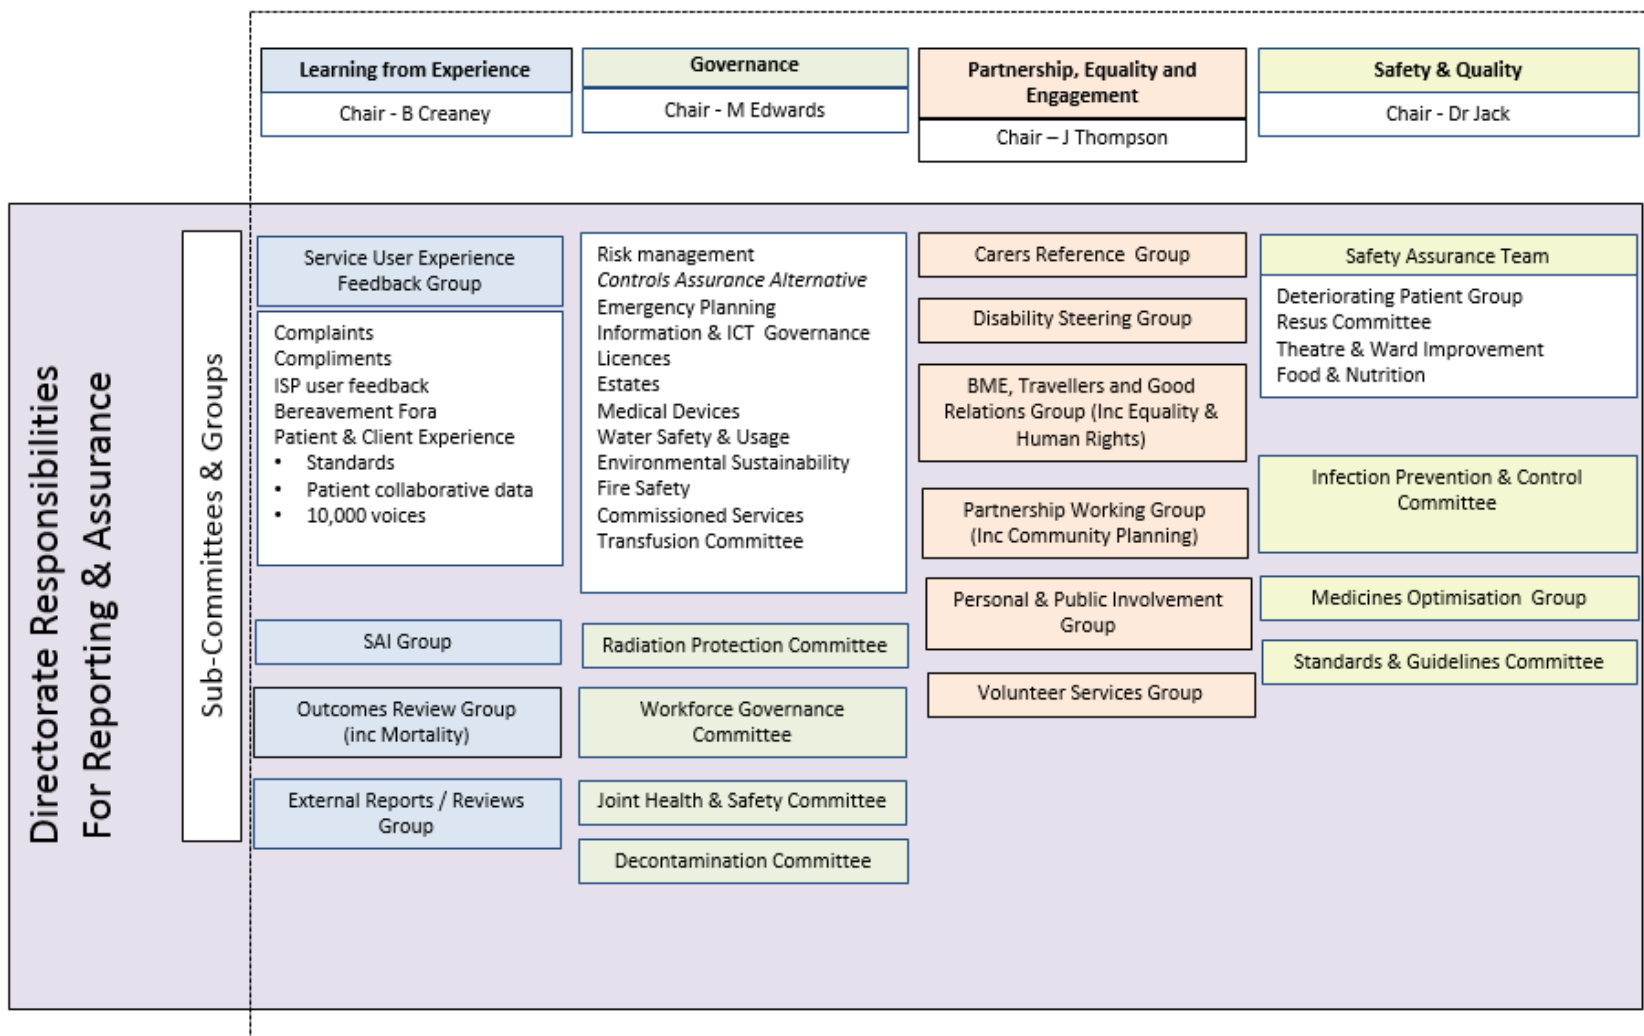 Learning from Experience
Chair - B Creaney
Governance
Chair - M Edwards
Partnership, Equality and
Engagement
Chair – J Thompson
Safety & Quality
Chair - Dr Jack
Directorate Responsibilities
For Reporting & Assurance
Sub-Committees & Groups
Service User Experience
Feedback Group
Complaints
Compliments
ISP user feedback
Bereavement Fora
Patient & Client Experience
• Standards
• Patient collaborative data
• 10,000 voices
SAI Group
Outcomes Review Group
(inc Mortality)
External Reports / Reviews
Group
Risk management
Controls Assurance Alternative
Emergency Planning
Information & ICT Governance
Licences
Estates
Medical Devices
Water Safety & Usage
Environmental Sustainability
Fire Safety
Commissioned Services
Transfusion Committee
Radiation Protection Committee
Workforce Governance
Committee
Joint Health & Safety Committee
Decontamination Committee
Carers Reference Group
Disability Steering Group
BME, Travellers and Good
Relations Group (Inc Equality &
Human Rights)
Partnership Working Group
(Inc Community Planning)
Personal & Public Involvement
Group
Volunteer Services Group
Safety Assurance Team
Deteriorating Patient Group
Resus Committee
Theatre & Ward Improvement
Food & Nutrition
Infection Prevention & Control
Committee
Medicines Optimisation Group
Standards & Guidelines Committee